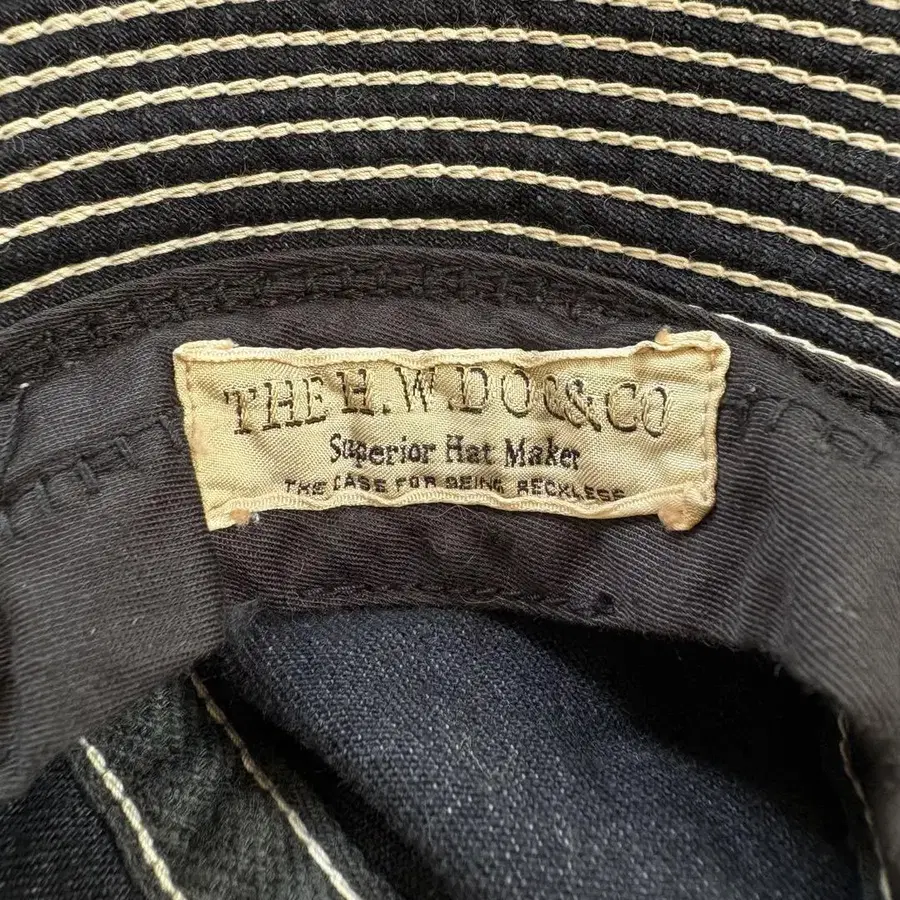 THE H.W.DOG&CO
Superior Hat Maker
THE CASE FOR BEING RECKLESS